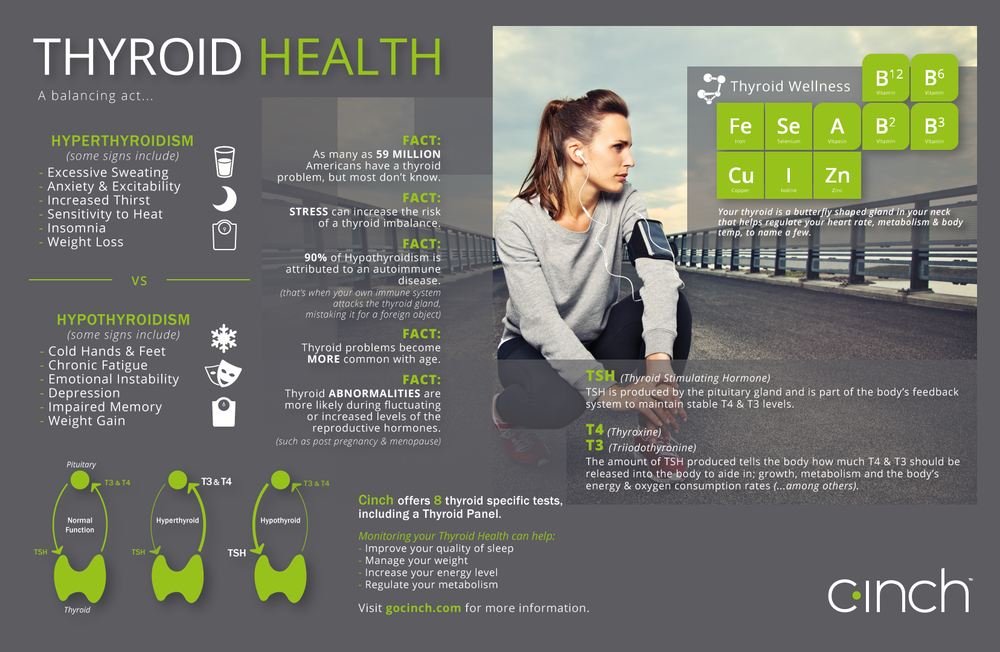 THYROID HEALTH
A balancing act...
HYPERTHYROIDISM
(some signs include)
- Excessive Sweating
- Anxiety & Excitability
- Increased Thirst
- Sensitivity to Heat
- Insomnia
- Weight Loss
VS
HYPOTHYROIDISM
(some signs include)
- Cold Hands & Feet
- Chronic Fatigue
- Emotional Instability
- Depression
- Impaired Memory
- Weight Gain
FACT:
As many as 59 MILLION
Americans have a thyroid
problem, but most don't know.
FACT:
STRESS can increase the risk
of a thyroid imbalance.
FACT:
90% of Hypothyroidism is
attributed to an autoimmune
disease.
(that's when your own immune system
attacks the thyroid gland,
mistaking it for a foreign object)
FACT:
Thyroid problems become
MORE common with age.
FACT:
Thyroid ABNORMALITIES are
more likely during fluctuating
or increased levels of the
reproductive hormones.
(such as post pregnancy & menopause)
Thyroid Wellness
B12
Vitamin
B6
Vitamin
Fe
Iron
Se
Selenium
A
Vitamin
B2
Vitamin
B3
Vitamin
Cu
Copper
I
Iodine
Zn
Zinc
Your thyroid is a butterfly shaped gland in your neck
that helps regulate your heart rate, metabolism & body
temp, to name a few.
TSH (Thyroid Stimulating Hormone)
TSH is produced by the pituitary gland and is part of the body's feedback
system to maintain stable T4 & T3 levels.
T4 (Thyroxine)
T3 (Triiodothyronine)
The amount of TSH produced tells the body how much T4 & T3 should be
released into the body to aide in; growth, metabolism and the body's
energy & oxygen consumption rates (...among others).
Pituitary
T3 & T4
Normal
Function
TSH
Thyroid
T3 & T4
Hyperthyroid
TSH
T3 & T4
Hypothyroid
TSH
Cinch offers 8 thyroid specific tests,
including a Thyroid Panel.
Monitoring your Thyroid Health can help:
- Improve your quality of sleep
- Manage your weight
- Increase your energy level
- Regulate your metabolism
Visit gocinch.com for more information.
cinch™